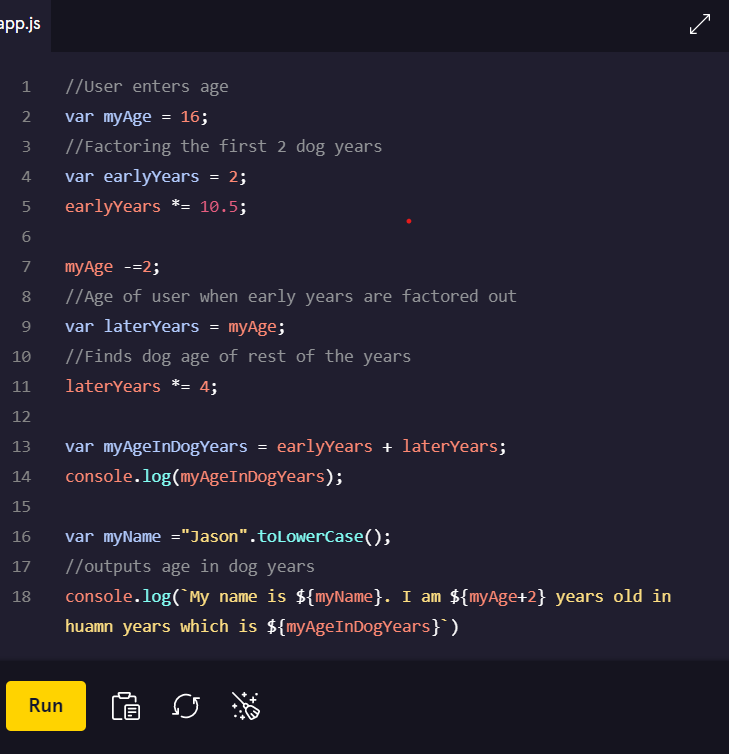 app.js
1 //User enters age
2 var myAge = 16;
3 //Factoring the first 2 dog years
4 var earlyYears = 2;
5 earlyYears *= 10.5;
6
7 myAge -=2;
8 //Age of user when early years are factored out
9 var laterYears = myAge;
10 //Finds dog age of rest of the years
11 laterYears *= 4;
12
13 var myAgeInDogYears = earlyYears + laterYears;
14 console.log(myAgeInDogYears);
15
16 var myName ="Jason".toLowerCase();
17 //outputs age in dog years
18 console.log(`My name is ${myName}. I am ${myAge+2} years old in
huamn years which is ${myAgeInDogYears}`)
Run